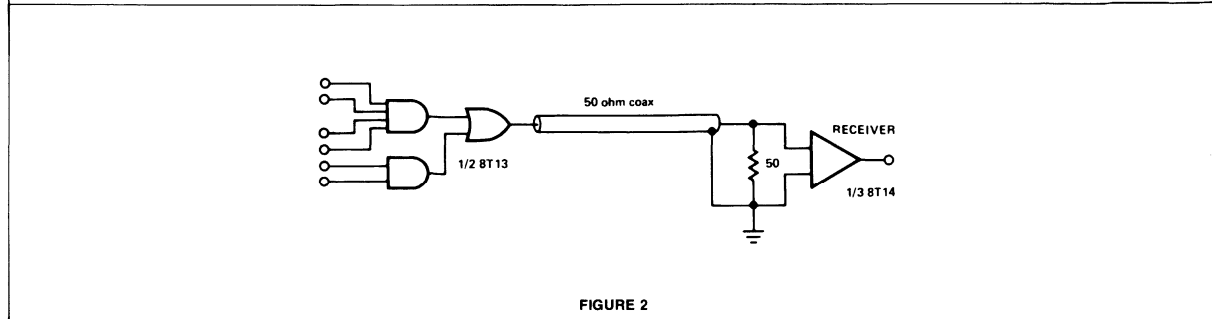 50 ohm coax
RECEIVER
1/2 8T13
50
1/3 8T14
FIGURE 2